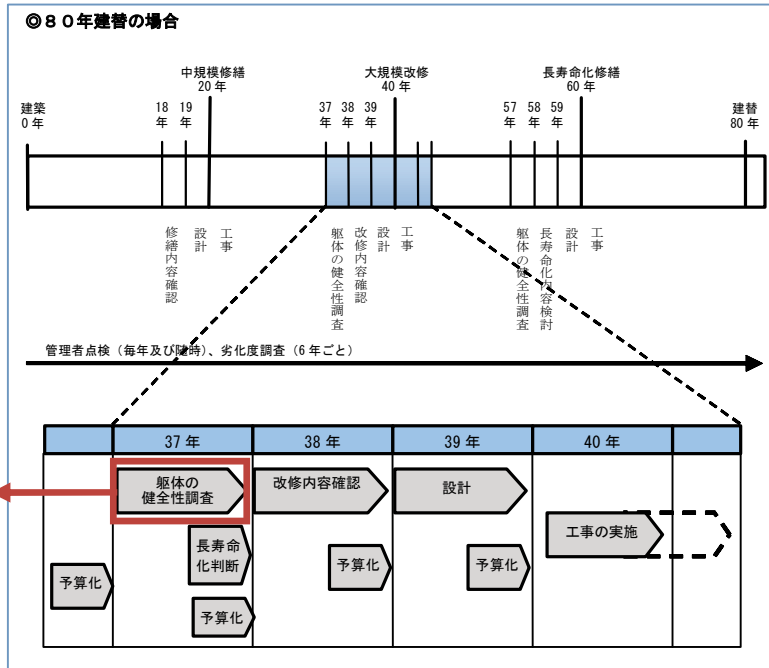 ◎８０年建替の場合
中規模修繕
20 年
大規模改修
40 年
長寿命化修繕
60 年
建築
0 年
18
年
19
年
37
年
38
年
39
年
57
年
58
年
59
年
建替
80 年
修繕内容確認
設計
工事
躯体の健全性調査
改修内容確認
設計
工事
躯体の健全性調査
長寿命化内容検討
設計
工事
管理者点検（毎年及び随時）、劣化度調査（6 年ごと）
37 年
38 年
39 年
40 年
躯体の
健全性調査
改修内容確認
設計
工事の実施
長寿命
化判断
予算化
予算化
予算化
予算化